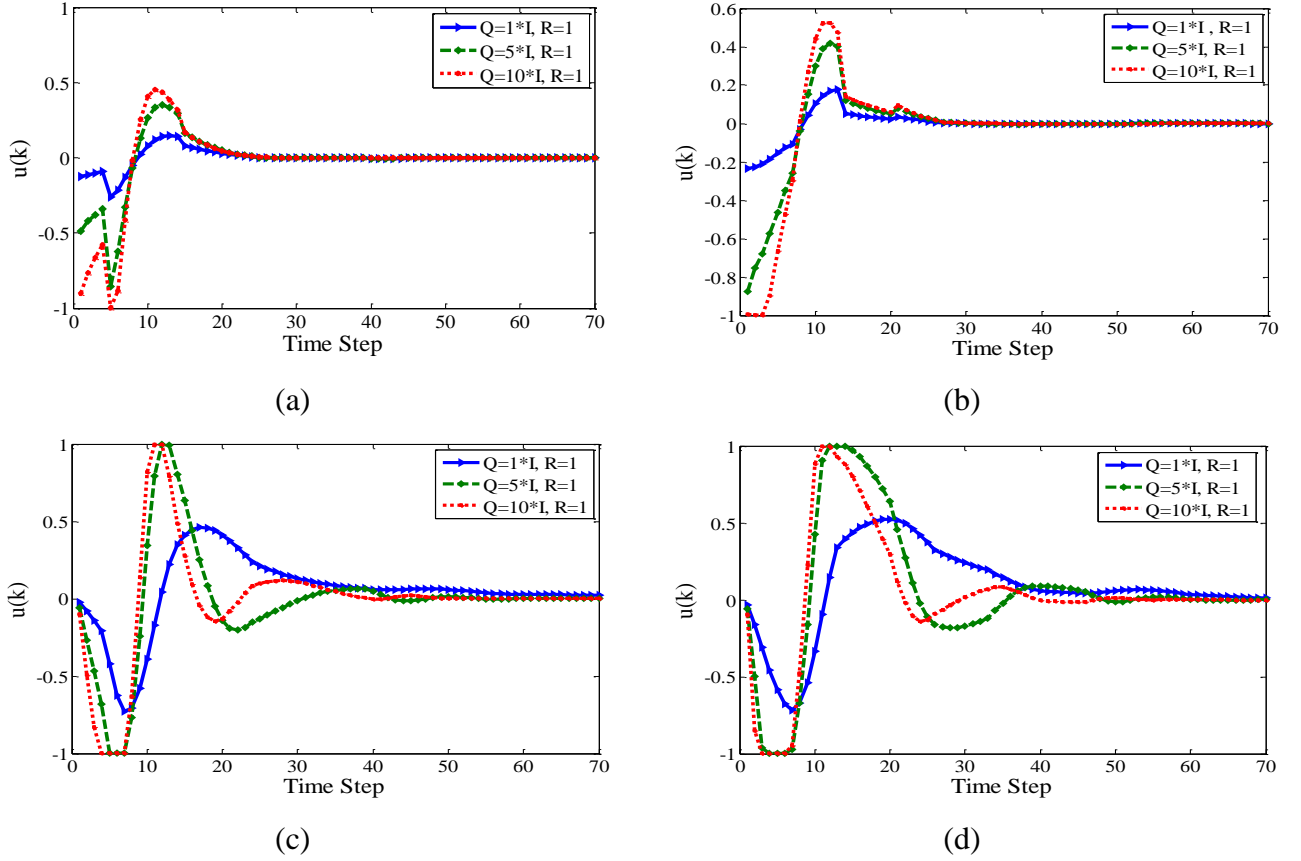 Q=1*I, R=1
Q=5*I, R=1
Q=10*I, R=1
u(k)
1
0.5
0
-0.5
-1
0 10 20 30 40 50 60 70
Time Step
(a)
Q=1*I , R=1
Q=5*I, R=1
Q=10*I, R=1
u(k)
0.6
0.4
0.2
0
-0.2
-0.4
-0.6
-0.8
-1
0 10 20 30 40 50 60 70
Time Step
(b)
Q=1*I, R=1
Q=5*I, R=1
Q=10*I, R=1
u(k)
1
0.5
0
-0.5
-1
0 10 20 30 40 50 60 70
Time Step
(c)
Q=1*I, R=1
Q=5*I, R=1
Q=10*I, R=1
u(k)
1
0.5
0
-0.5
-1
0 10 20 30 40 50 60 70
Time Step
(d)